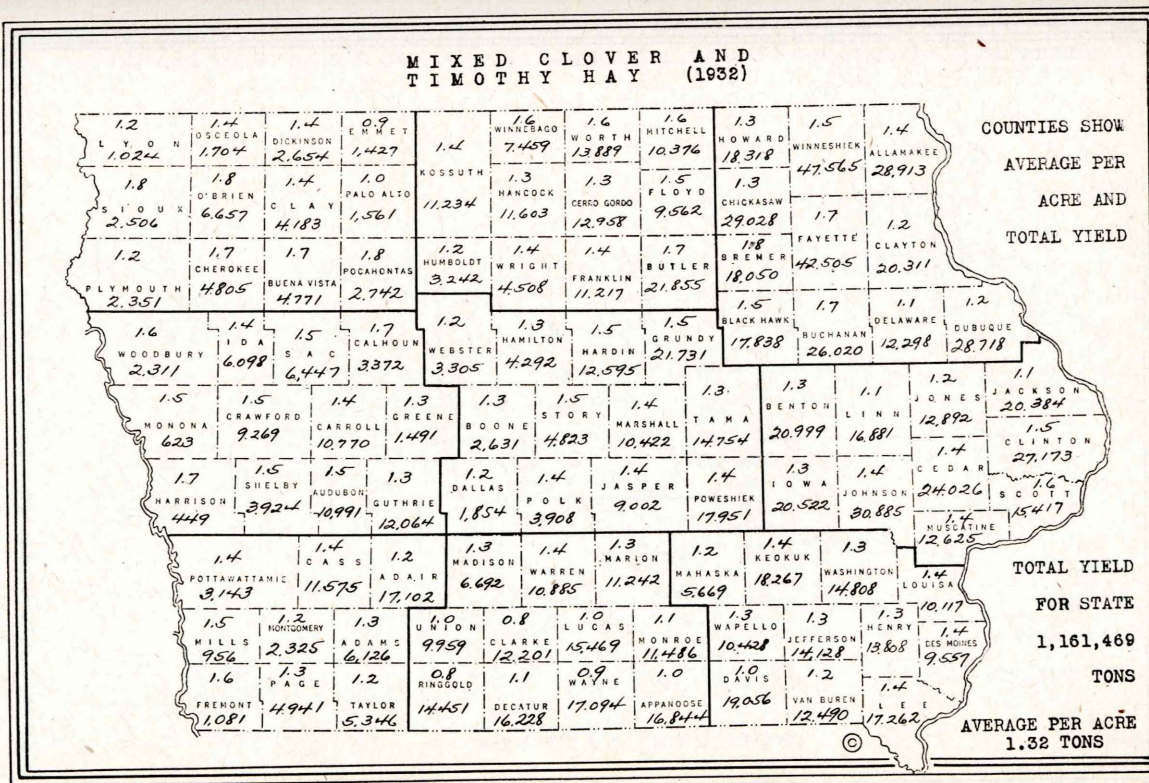 MIXED CLOVER AND
TIMOTHY HAY (1932)
COUNTIES SHOW
AVERAGE PER
ACRE AND
TOTAL YIELD
1.2
LYON
1.024
1.4
OSCEOLA
1.704
1.4
DICKINSON
2.654
0.9
EMMET
1,427
1.4
KOSSUTH
11,234
1.6
WINNEBAGO
7.459
1.6
WORTH
13.889
1.6
MITCHELL
10,376
1.3
HOWARD
18.318
1.5
WINNESHIEK
47.565
1.4
ALLAMAKEE
28,913
1.8
SIOUX
2.506
1.8
O'BRIEN
6.657
1.4
CLAY
4.183
1.0
PALO ALTO
1,561
1.3
HANCOCK
11,603
1.3
CERRO GORDO
12.958
1.5
FLOYD
9,562
1.3
CHICKASAW
29.028
1.7
FAYETTE
42.505
1.2
CLAYTON
20.311
1.2
PLYMOUTH
2.351
1.7
CHEROKEE
4.805
1.7
BUENA VISTA
4.771
1.8
POCAHONTAS
2.742
1.2
HUMBOLDT
3.242
1.4
WRIGHT
4.508
1.4
FRANKLIN
11.217
1.7
BUTLER
21.855
1.8
BREMER
18.050
1.6
WOODBURY
2.311
1.4
IDA
6.098
1.5
SAC
6,447
1.7
CALHOUN
3.372
1.2
WEBSTER
3.305
1.3
HAMILTON
4.292
1.5
HARDIN
12.595
1.5
GRUNDY
21.731
1.5
BLACK HAWK
17.838
1.7
BUCHANAN
26.020
1.1
DELAWARE
12,298
1.2
DUBUQUE
28.718
1.5
MONONA
623
1.5
CRAWFORD
9.269
1.4
CARROLL
10.770
1.3
GREENE
1.491
1.3
BOONE
2,631
1.5
STORY
4.823
1.4
MARSHALL
10,422
1.3
TAMA
14.754
1.3
BENTON
20.999
1.1
LINN
16.881
1.2
JONES
12,892
1.1
JACKSON
20.384
1.5
CLINTON
27.173
1.7
HARRISON
449
1.5
SHELBY
3.924
1.5
AUDUBON
10,991
1.3
GUTHRIE
12,064
1.2
DALLAS
1,854
1.4
POLK
3,908
1.4
JASPER
9.002
1.4
POWESHIEK
17.951
1.3
IOWA
20.522
1.4
JOHNSON
30.885
1.4
CEDAR
24.026
1.6
SCOTT
15.417
1.4
MUSCATINE
12.625
1.4
POTTAWATTAMIE
3,143
1.4
CASS
11.575
1.2
ADAIR
17,102
1.3
MADISON
6.692
1.4
WARREN
10.885
1.3
MARION
11,242
1.2
MAHASKA
5.669
1.4
KEOKUK
18.267
1.3
WASHINGTON
14.808
1.4
LOUISA
10.117
1.5
MILLS
956
1.2
MONTGOMERY
2,325
1.3
ADAMS
6,126
1.0
UNION
9.959
0.8
CLARKE
12.201
1.0
LUCAS
15,469
1.1
MONROE
11.486
1.3
WAPELLO
10.428
1.3
JEFFERSON
14,128
1.3
HENRY
13.808
1.4
DES MOINES
9.557
1.6
FREMONT
1.081
1.3
PAGE
4.941
1.2
TAYLOR
5.346
0.8
RINGGOLD
14.451
1.1
DECATUR
16.228
0.9
WAYNE
17.094
1.0
APPANOOSE
16,844
1.0
DAVIS
19.056
1.2
VAN BUREN
12.490
1.4
LEE
17.262
TOTAL YIELD
FOR STATE
1,161,469
TONS
AVERAGE PER ACRE
1.32 TONS
©